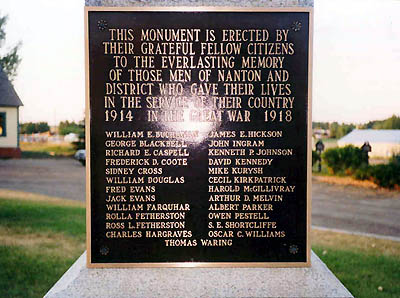 THIS MONUMENT IS ERECTED BY
THEIR GRATEFUL FELLOW CITIZENS
TO THE EVERLASTING MEMORY
OF THOSE MEN OF NANTON AND
DISTRICT WHO GAVE THEIR LIVES
IN THE SERVICE OF THEIR COUNTRY
1914 IN THE GREAT WAR 1918
WILLIAM E. BUCHANAN JAMES E. HICKSON
GEORGE BLACKBELL JOHN INGRAM
RICHARD E. CASPELL KENNETH P. JOHNSON
FREDERICK D. COOTE DAVID KENNEDY
SIDNEY CROSS MIKE KURYSH
WILLIAM DOUGLAS CECIL KIRKPATRICK
FRED EVANS HAROLD McGILLIVRAY
JACK EVANS ARTHUR D. MELVIN
WILLIAM FARQUHAR ALBERT PARKER
ROLLA FETHERSTON OWEN PESTELL
ROSS L. FETHERSTON S. E. SHORTCLIFFE
CHARLES HARGRAVES OSCAR C. WILLIAMS
THOMAS WARING